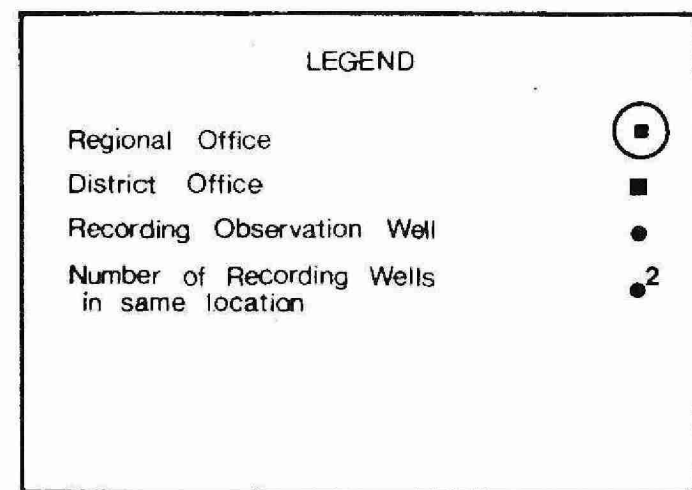 LEGEND
Regional Office
District Office
Recording Observation Well
Number of Recording Wells
in same location
2